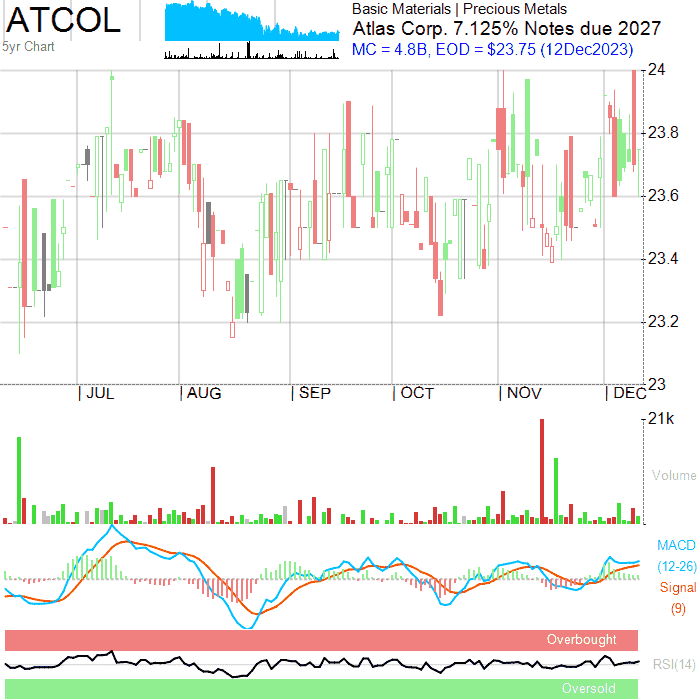 ATCOL
5yr Chart
Basic Materials | Precious Metals
Atlas Corp. 7.125% Notes due 2027
MC = 4.8B, EOD = $23.75 (12Dec2023)
24
23.8
23.6
23.4
23.2
23
| JUL | AUG | SEP | OCT | NOV | DEC
21k
Volume
MACD
(12-26)
Signal
(9)
Overbought
RSI(14)
Oversold